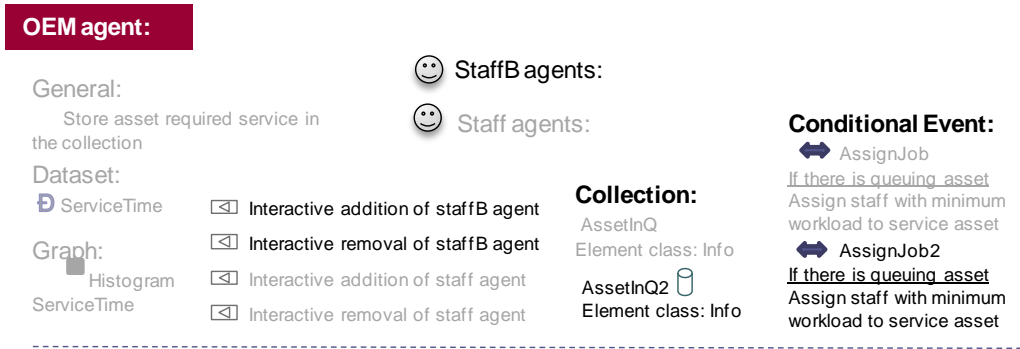 OEM agent:
General:
Store asset required service in
the collection
Dataset:
Ð ServiceTime
Graph:
Histogram
ServiceTime
StaffB agents:
Staff agents:
Interactive addition of staffB agent
Interactive removal of staffB agent
Interactive addition of staff agent
Interactive removal of staff agent
Collection:
AssetInQ
Element class: Info
AssetInQ2
Element class: Info
Conditional Event:
AssignJob
If there is queuing asset
Assign staff with minimum
workload to service asset
AssignJob2
If there is queuing asset
Assign staff with minimum
workload to service asset